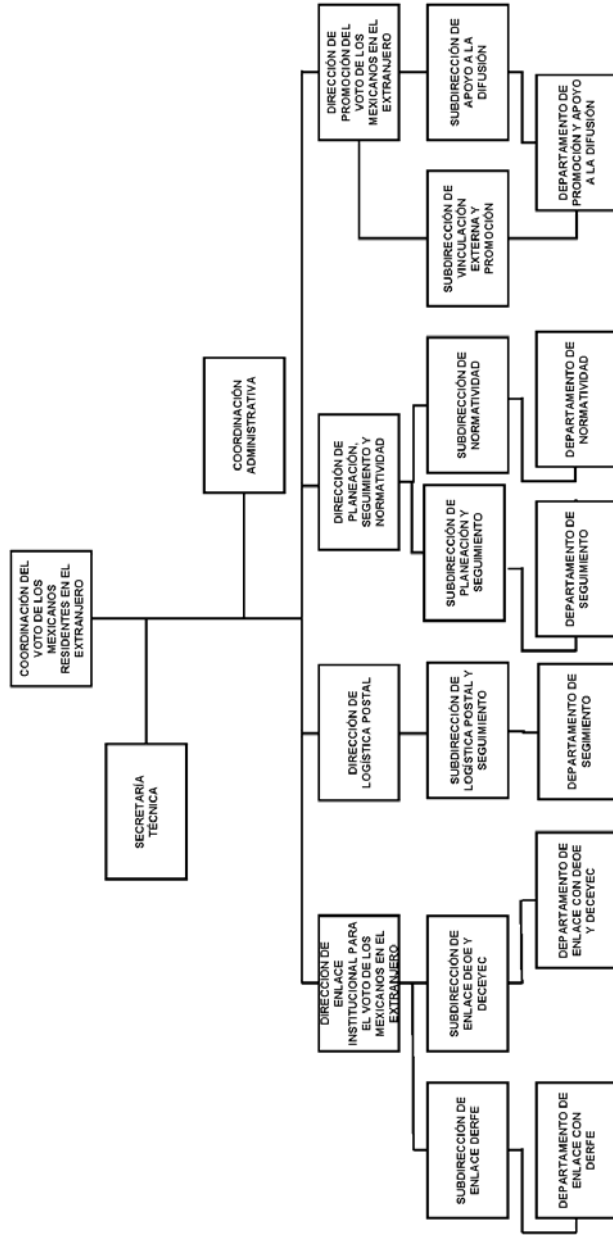 COORDINACIÓN DEL
VOTO DE LOS
MEXICANOS
RESIDENTES EN EL
EXTRANJERO
SECRETARÍA
TÉCNICA
COORDINACIÓN
ADMINISTRATIVA
DIRECCIÓN DE
ENLACE
INSTITUCIONAL PARA
EL VOTO DE LOS
MEXICANOS EN EL
EXTRANJERO
DIRECCIÓN DE
LOGÍSTICA POSTAL
DIRECCIÓN DE
PLANEACIÓN,
SEGUIMIENTO Y
NORMATIVIDAD
DIRECCIÓN DE
PROMOCIÓN DEL
VOTO DE LOS
MEXICANOS EN EL
EXTRANJERO
SUBDIRECCIÓN DE
ENLACE DERFE
SUBDIRECCIÓN DE
ENLACE DEOE Y
DECEYEC
SUBDIRECCIÓN DE
LOGÍSTICA POSTAL Y
SEGUIMIENTO
SUBDIRECCIÓN DE
PLANEACIÓN Y
SEGUIMIENTO
SUBDIRECCIÓN DE
NORMATIVIDAD
SUBDIRECCIÓN DE
VINCULACIÓN
EXTERNA Y
PROMOCIÓN
SUBDIRECCIÓN DE
APOYO A LA
DIFUSIÓN
DEPARTAMENTO DE
ENLACE CON
DERFE
DEPARTAMENTO DE
ENLACE CON DEOE
Y DECEYEC
DEPARTAMENTO DE
SEGIMIENTO
DEPARTAMENTO DE
SEGUIMIENTO
DEPARTAMENTO DE
NORMATIVIDAD
DEPARTAMENTO DE
PROMOCIÓN Y APOYO
A LA DIFUSIÓN